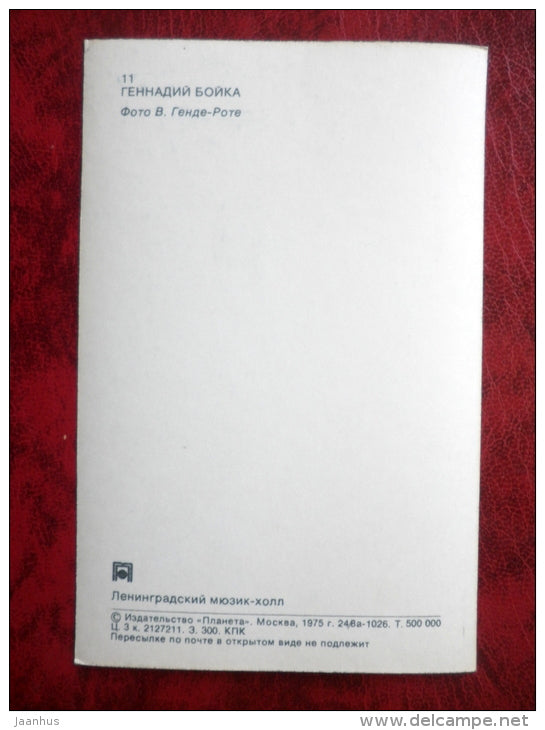 11
ГЕННАДИЙ БОЙКА
Фото В. Генде-Роте
Ленинградский мюзик-холл
© Издательство «Планета». Москва, 1975 г. 24/6а-1026. Т. 500 000
Ц. 3 к. 2127211. З. 300. КПК
Пересылке по почте в открытом виде не подлежит
jaanhus
www.delcampe.net